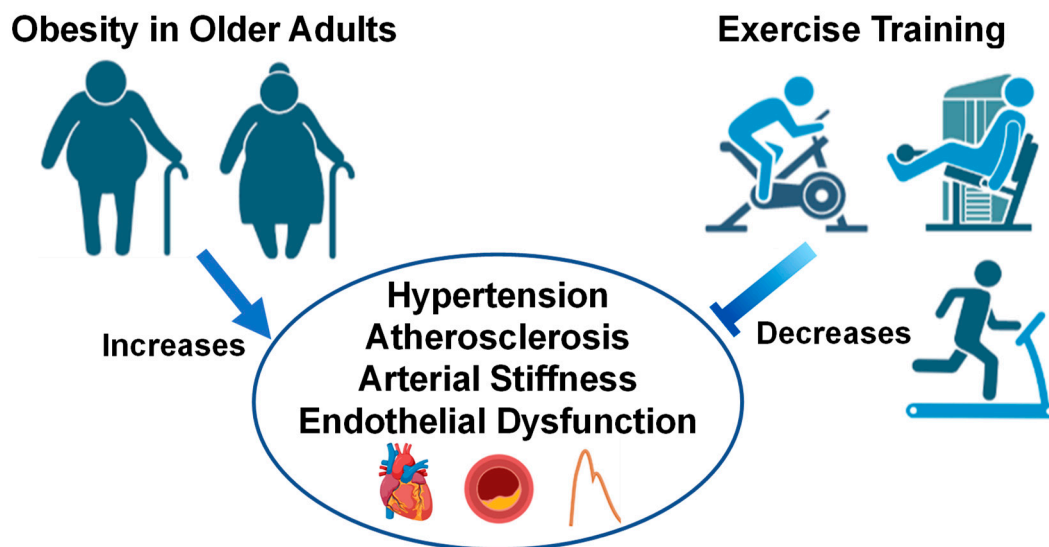 Obesity in Older Adults
Exercise Training
Increases
Hypertension
Atherosclerosis
Arterial Stiffness
Endothelial Dysfunction
Decreases